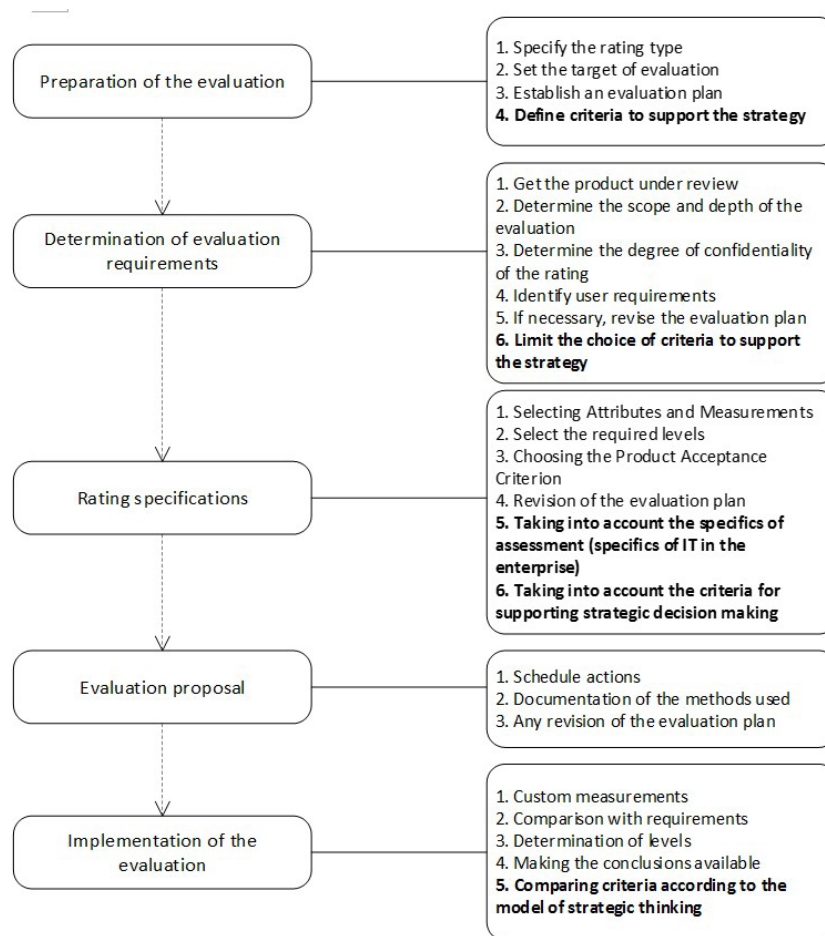 Preparation of the evaluation
1. Specify the rating type
2. Set the target of evaluation
3. Establish an evaluation plan
4. Define criteria to support the strategy
Determination of evaluation
requirements
1. Get the product under review
2. Determine the scope and depth of the
evaluation
3. Determine the degree of confidentiality
of the rating
4. Identify user requirements
5. If necessary, revise the evaluation plan
6. Limit the choice of criteria to support
the strategy
Rating specifications
1. Selecting Attributes and Measurements
2. Select the required levels
3. Choosing the Product Acceptance
Criterion
4. Revision of the evaluation plan
5. Taking into account the specifics of
assessment (specifics of IT in the
enterprise)
6. Taking into account the criteria for
supporting strategic decision making
Evaluation proposal
1. Schedule actions
2. Documentation of the methods used
3. Any revision of the evaluation plan
Implementation of the
evaluation
1. Custom measurements
2. Comparison with requirements
3. Determination of levels
4. Making the conclusions available
5. Comparing criteria according to the
model of strategic thinking